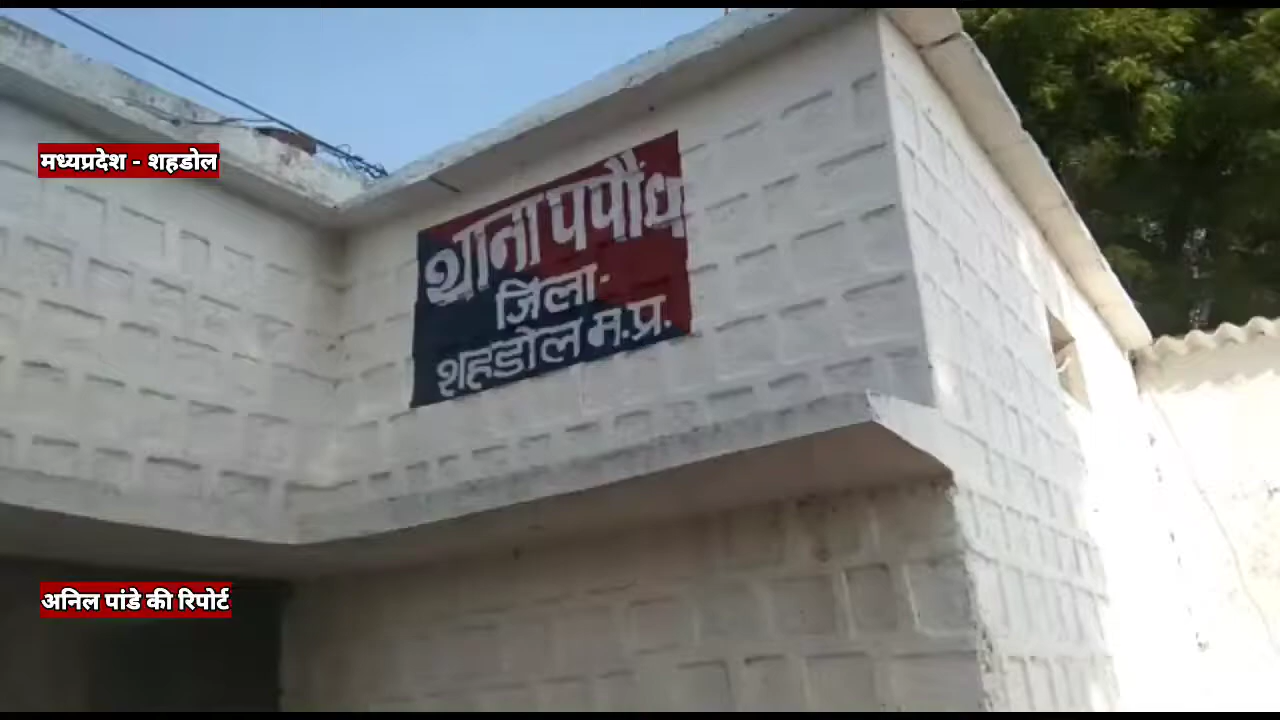 मध्यप्रदेश - शहडोल
थाना पपौंध
जिला-
शहडोल म.प्र.
अनिल पांडे की रिपोर्ट